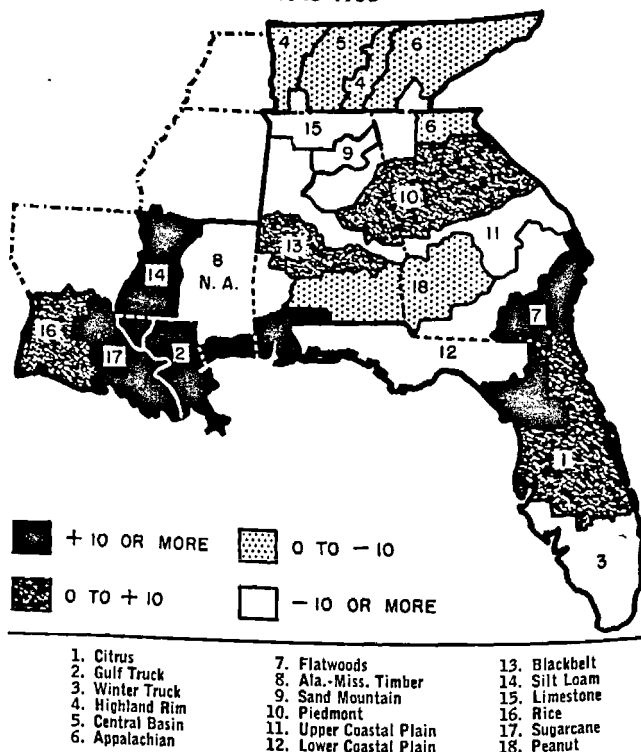 4 5 6
4
15
9
6
10
11
13
8
N. A.
14
18
16
17
2
7
12
1
3
+ 10 OR MORE
0 TO - 10
0 TO + 10
- 10 OR MORE
1. Citrus
2. Gulf Truck
3. Winter Truck
4. Highland Rim
5. Central Basin
6. Appalachian
7. Flatwoods
8. Ala.-Miss. Timber
9. Sand Mountain
10. Piedmont
11. Upper Coastal Plain
12. Lower Coastal Plain
13. Blackbelt
14. Silt Loam
15. Limestone
16. Rice
17. Sugarcane
18. Peanut